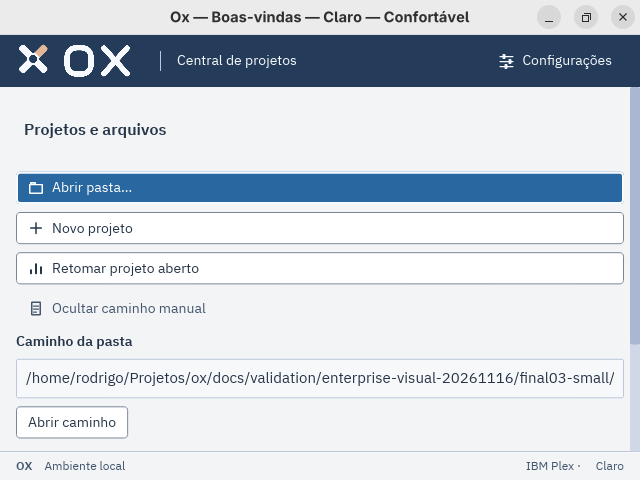 Ox — Boas-vindas — Claro — Confortável
OX
Central de projetos
Configurações
Projetos e arquivos
Abrir pasta...
Novo projeto
Retomar projeto aberto
Ocultar caminho manual
Caminho da pasta
/home/rodrigo/Projetos/ox/docs/validation/enterprise-visual-20261116/final03-small/
Abrir caminho
OX Ambiente local
IBM Plex · Claro